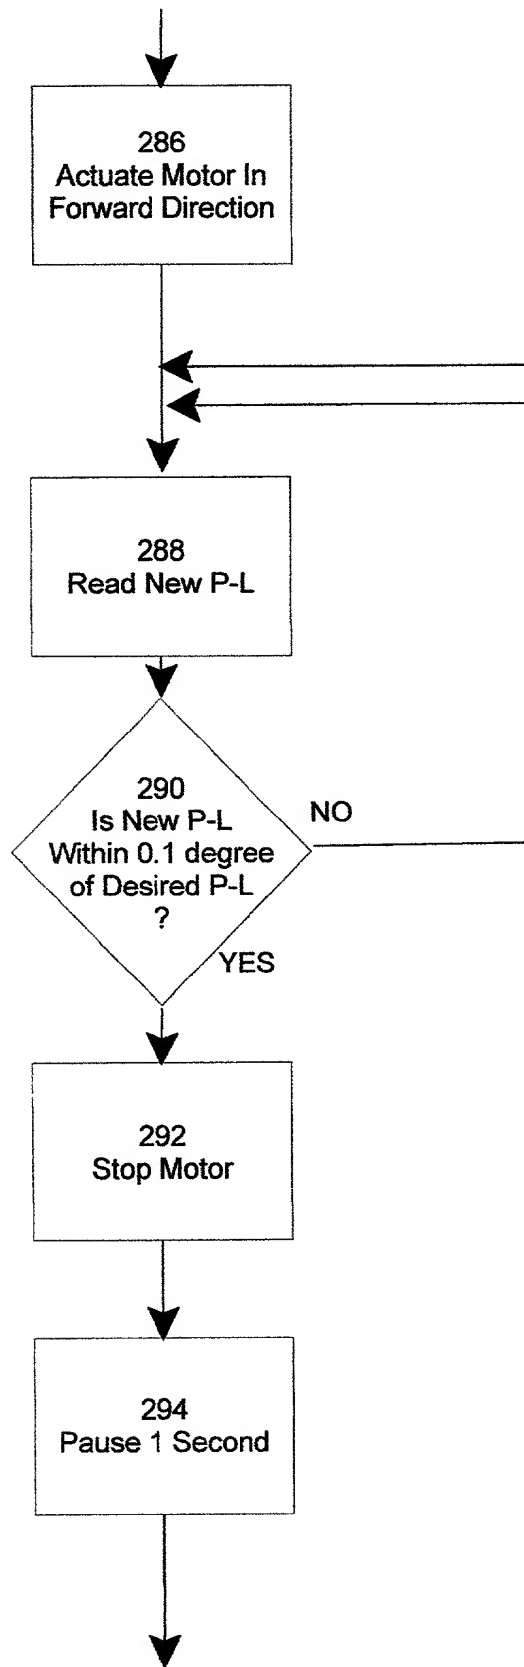 286
Actuate Motor In
Forward Direction
288
Read New P-L
290
Is New P-L
Within 0.1 degree
of Desired P-L
?
NO
YES
292
Stop Motor
294
Pause 1 Second